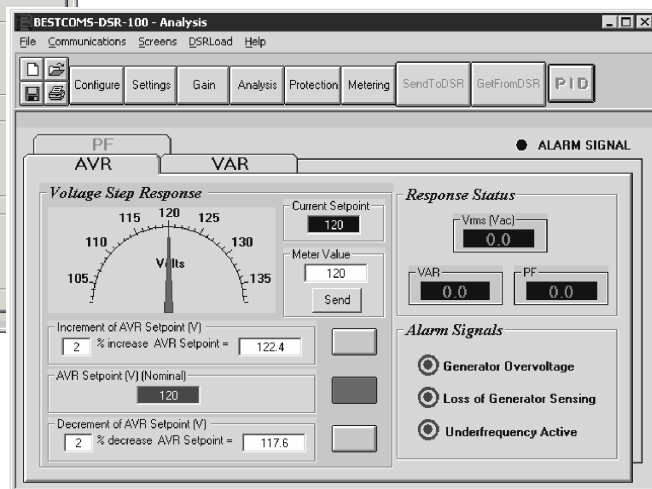 BESTCOMS-DSR-100 - Analysis
File Communications Screens DSRLoad Help
Configure Settings Gain Analysis Protection Metering SendToDSR GetFromDSR PID
ALARM SIGNAL
PF
AVR VAR
Voltage Step Response
105 110 115 120 125 130 135
Volts
Current Setpoint
120
Meter Value
120
Send
Increment of AVR Setpoint (V)
2 % increase AVR Setpoint = 122.4
AVR Setpoint (V) (Nominal)
120
Decrement of AVR Setpoint (V)
2 % decrease AVR Setpoint = 117.6
Response Status
Vrms (Vac)
0.0
VAR PF
0.0 0.0
Alarm Signals
Generator Overvoltage
Loss of Generator Sensing
Underfrequency Active